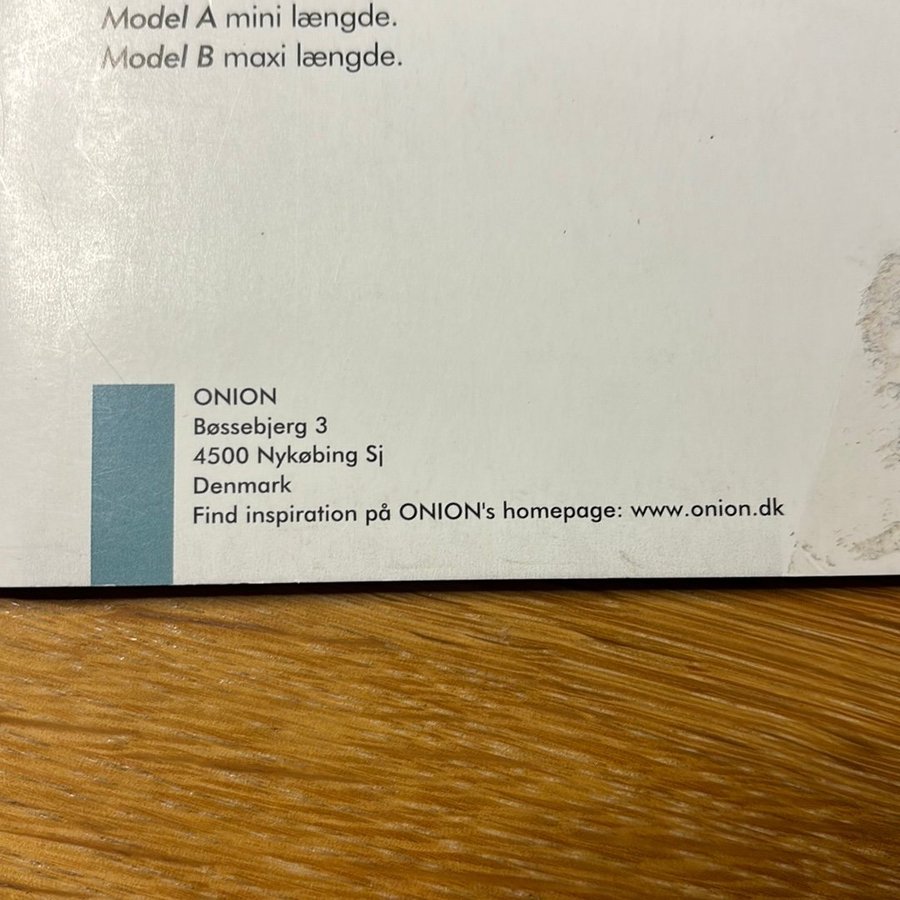 Model A mini længde.
Model B maxi længde.
ONION
Bøssebjerg 3
4500 Nykøbing Sj
Denmark
Find inspiration på ONION's homepage: www.onion.dk